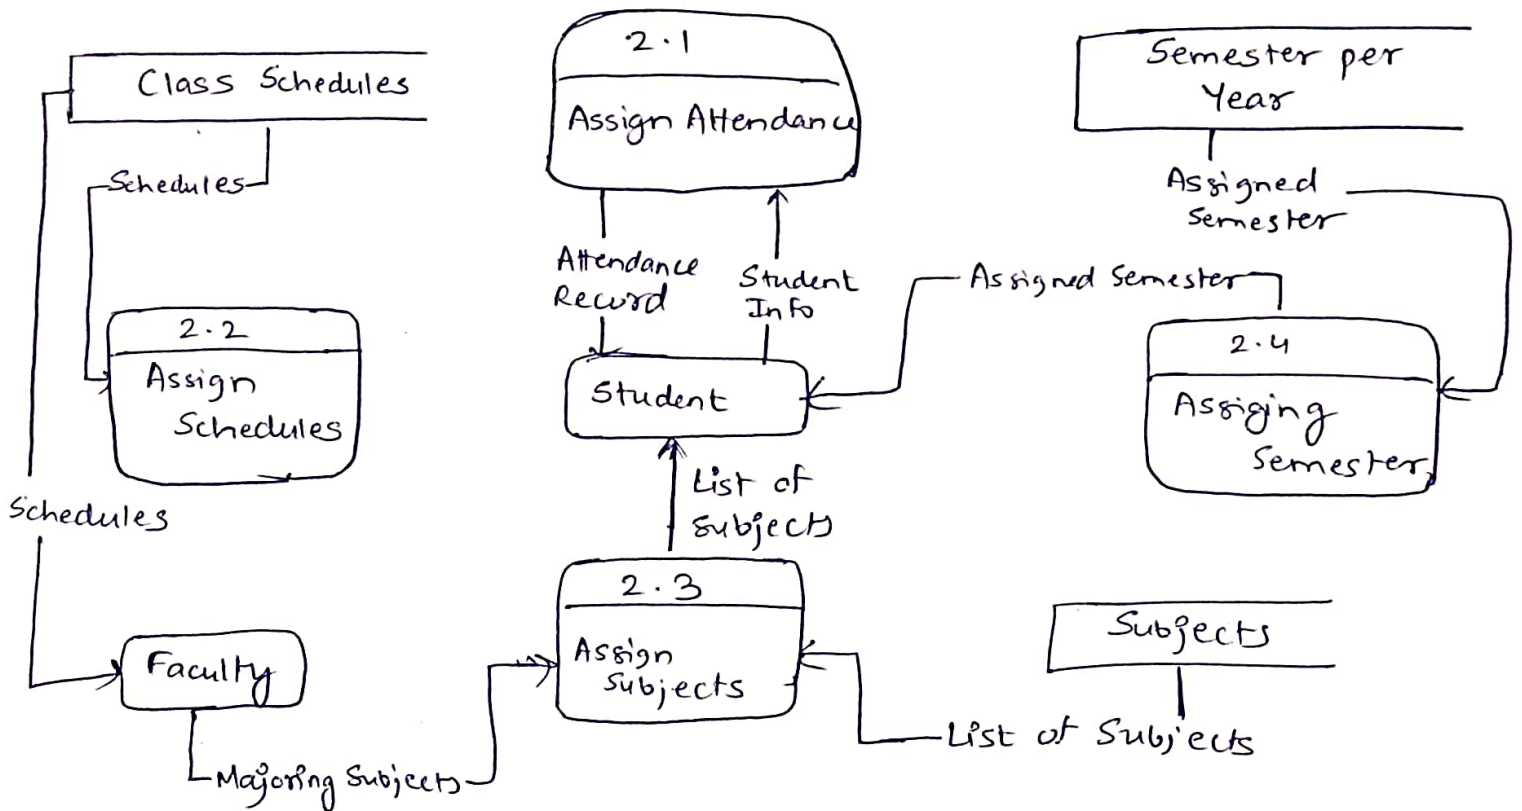 2.1
Assign Attendance
Class Schedules
Semester per
Year
Schedules
Assigned
Semester
Attendance
Record
Student
Info
Assigned Semester
2.2
Assign
Schedules
Student
2.4
Assiging
Semester
List of
Subjects
Schedules
2.3
Assign
Subjects
Subjects
Faculty
List of Subjects
Majoring Subjects